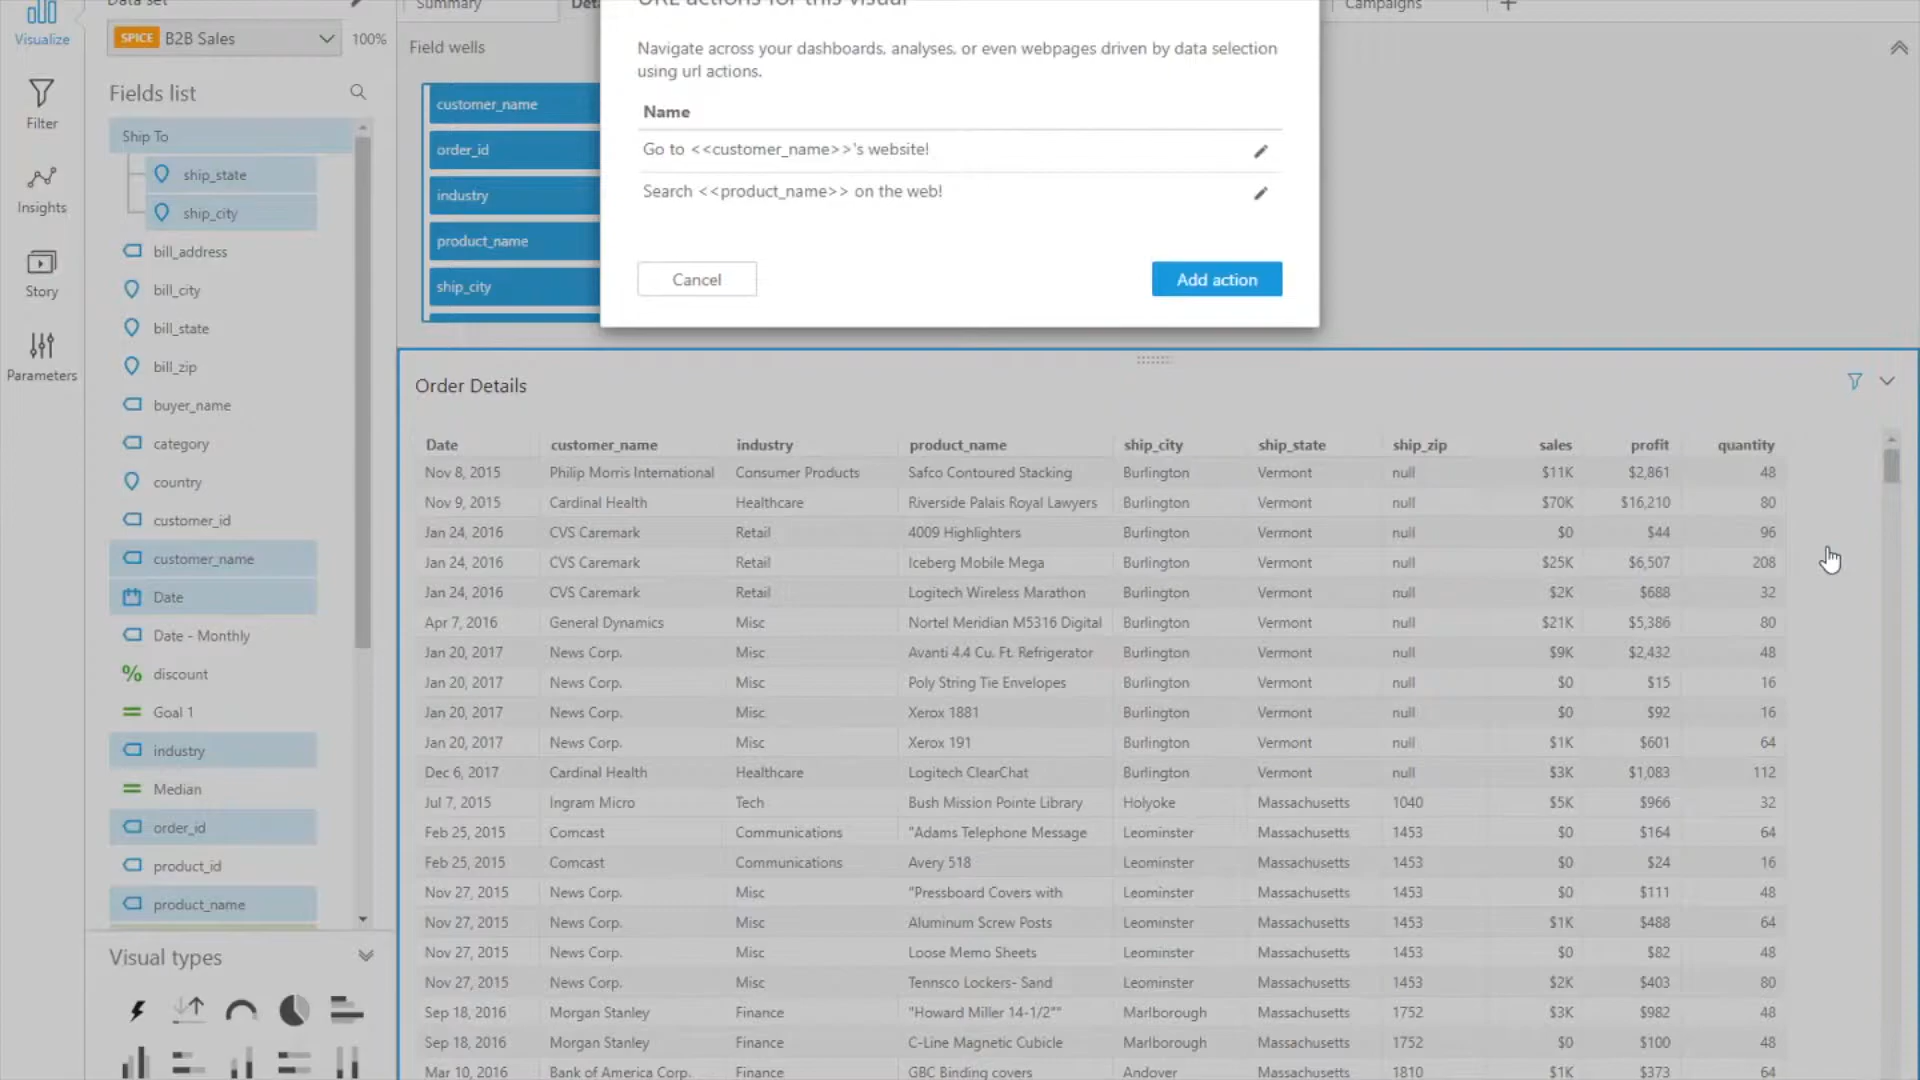 Data set
Summary
Campaigns
URL actions for this visual
Visualize
SPICE B2B Sales
100%
Field wells
Navigate across your dashboards, analyses, or even webpages driven by data selection
using url actions.
Fields list
Filter
Name
Go to <<customer_name>>'s website!
Search <<product_name>> on the web!
Cancel
Add action
customer_name
order_id
industry
product_name
ship_city
Insights
Story
Parameters
Ship To
ship_state
ship_city
bill_address
bill_city
bill_state
bill_zip
buyer_name
category
country
customer_id
customer_name
Date
Date - Monthly
discount
Goal 1
industry
Median
order_id
product_id
product_name
Visual types
Order Details
Date customer_name industry product_name ship_city ship_state ship_zip sales profit quantity
Nov 8, 2015 Philip Morris International Consumer Products Safco Contoured Stacking Burlington Vermont null $11K $2,861 48
Nov 9, 2015 Cardinal Health Healthcare Riverside Palais Royal Lawyers Burlington Vermont null $70K $16,210 80
Jan 24, 2016 CVS Caremark Retail 4009 Highlighters Burlington Vermont null $0 $44 96
Jan 24, 2016 CVS Caremark Retail Iceberg Mobile Mega Burlington Vermont null $25K $6,507 208
Jan 24, 2016 CVS Caremark Retail Logitech Wireless Marathon Burlington Vermont null $2K $688 32
Apr 7, 2016 General Dynamics Misc Nortel Meridian M5316 Digital Burlington Vermont null $21K $5,386 80
Jan 20, 2017 News Corp. Misc Avanti 4.4 Cu. Ft. Refrigerator Burlington Vermont null $9K $2,432 48
Jan 20, 2017 News Corp. Misc Poly String Tie Envelopes Burlington Vermont null $0 $15 16
Jan 20, 2017 News Corp. Misc Xerox 1881 Burlington Vermont null $0 $92 16
Jan 20, 2017 News Corp. Misc Xerox 191 Burlington Vermont null $1K $601 64
Dec 6, 2017 Cardinal Health Healthcare Logitech ClearChat Burlington Vermont null $3K $1,083 112
Jul 7, 2015 Ingram Micro Tech Bush Mission Pointe Library Holyoke Massachusetts 1040 $5K $966 32
Feb 25, 2015 Comcast Communications "Adams Telephone Message Leominster Massachusetts 1453 $0 $164 64
Feb 25, 2015 Comcast Communications Avery 518 Leominster Massachusetts 1453 $0 $24 16
Nov 27, 2015 News Corp. Misc "Pressboard Covers with Leominster Massachusetts 1453 $0 $111 48
Nov 27, 2015 News Corp. Misc Aluminum Screw Posts Leominster Massachusetts 1453 $1K $488 64
Nov 27, 2015 News Corp. Misc Loose Memo Sheets Leominster Massachusetts 1453 $0 $82 48
Nov 27, 2015 News Corp. Misc Tennsco Lockers- Sand Leominster Massachusetts 1453 $2K $403 80
Sep 18, 2016 Morgan Stanley Finance "Howard Miller 14-1/2"" Marlborough Massachusetts 1752 $3K $982 48
Sep 18, 2016 Morgan Stanley Finance C-Line Magnetic Cubicle Marlborough Massachusetts 1752 $0 $100 48
Mar 10, 2016 Bank of America Corp. Finance GBC Binding covers Andover Massachusetts 1810 $1K $373 64